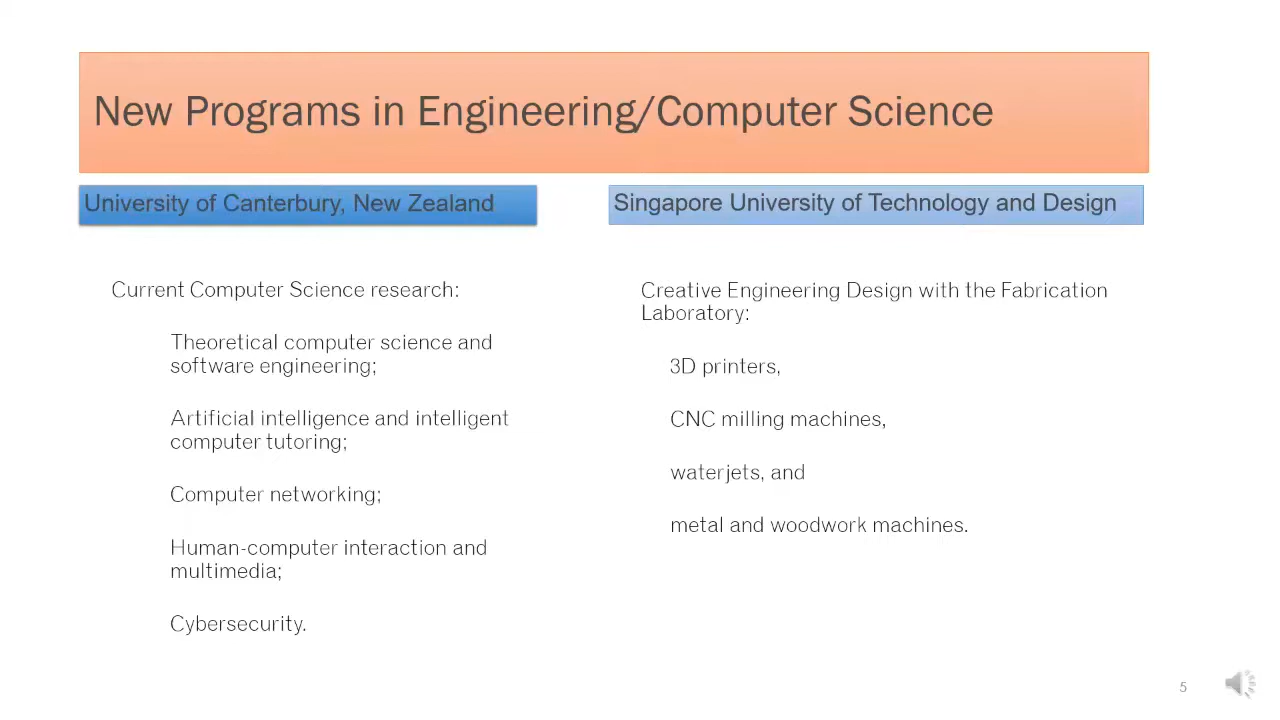 New Programs in Engineering/Computer Science
University of Canterbury, New Zealand
Current Computer Science research:
Theoretical computer science and
software engineering;
Artificial intelligence and intelligent
computer tutoring;
Computer networking;
Human-computer interaction and
multimedia;
Cybersecurity.
Singapore University of Technology and Design
Creative Engineering Design with the Fabrication
Laboratory:
3D printers,
CNC milling machines,
waterjets, and
metal and woodwork machines.
5